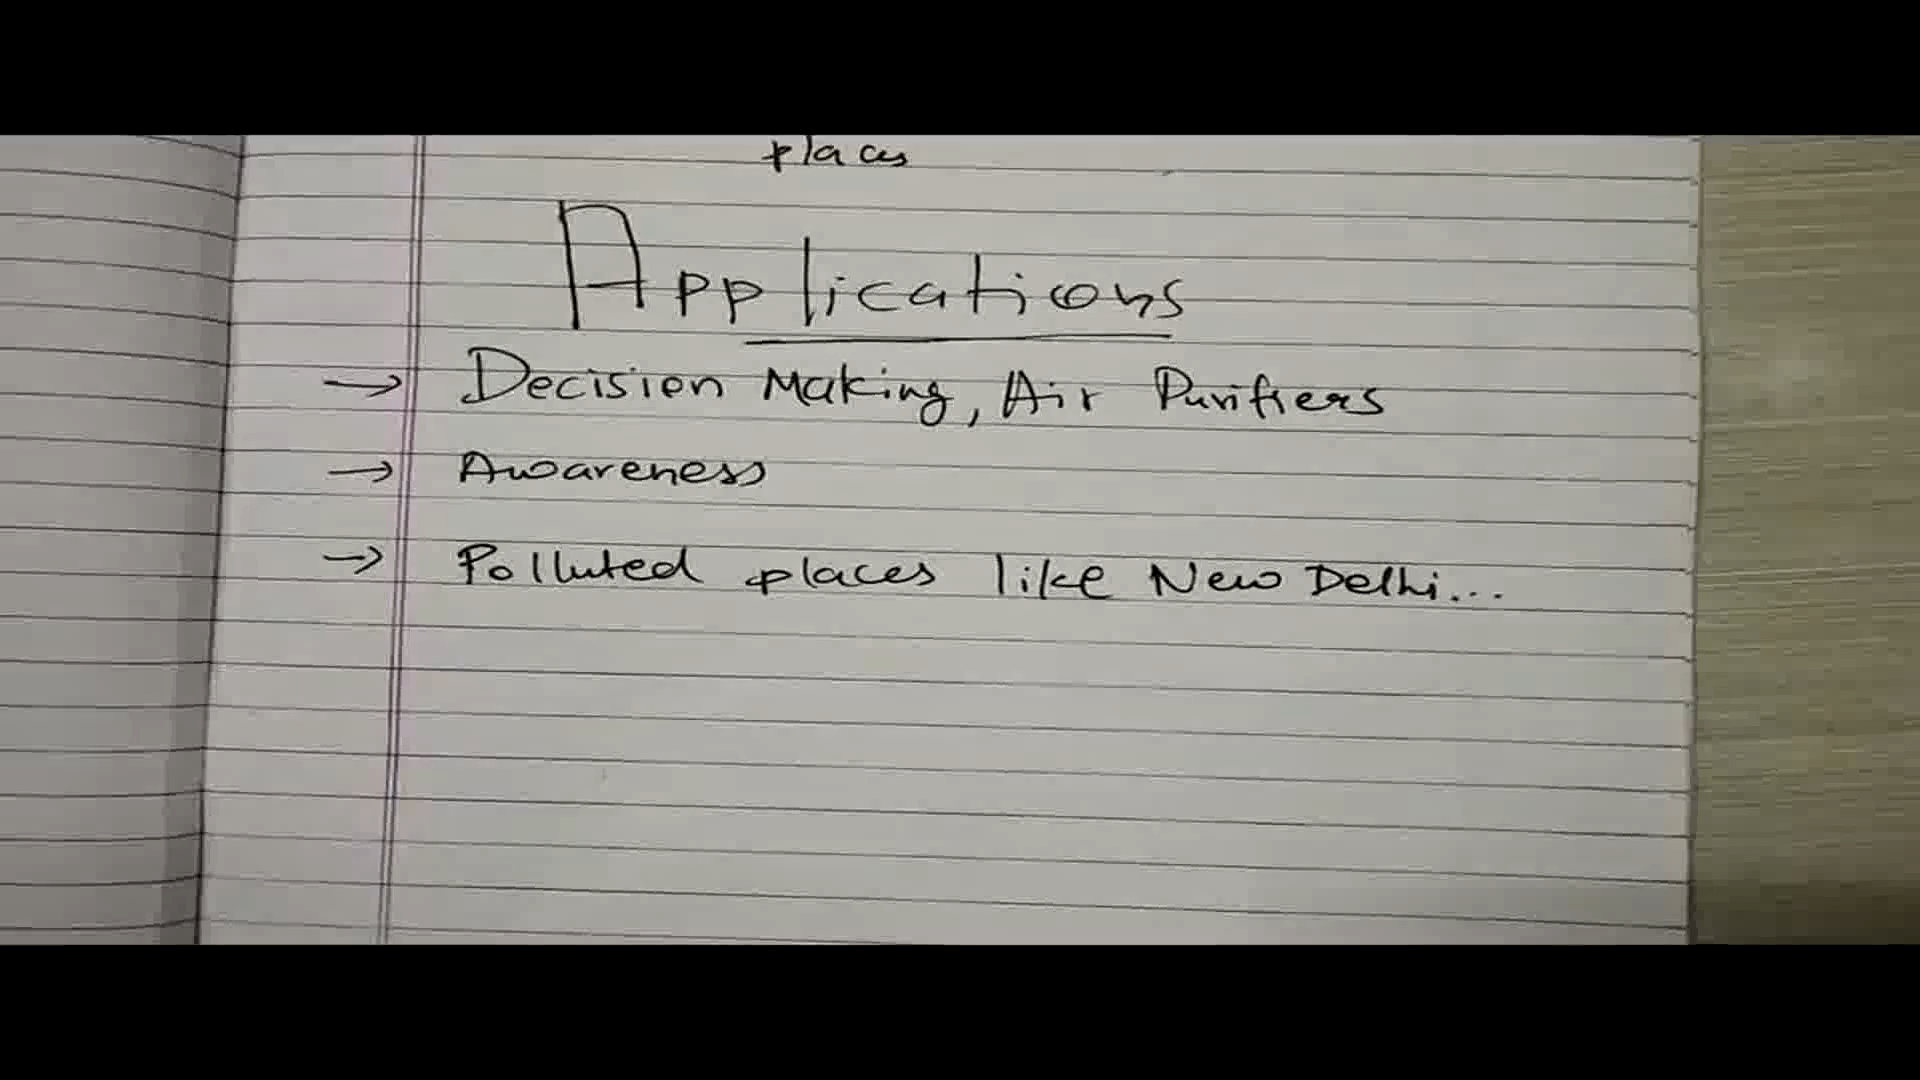 places
Applications
→ Decision Making, Air Purifiers
→ Awareness
→ Polluted places like New Delhi...